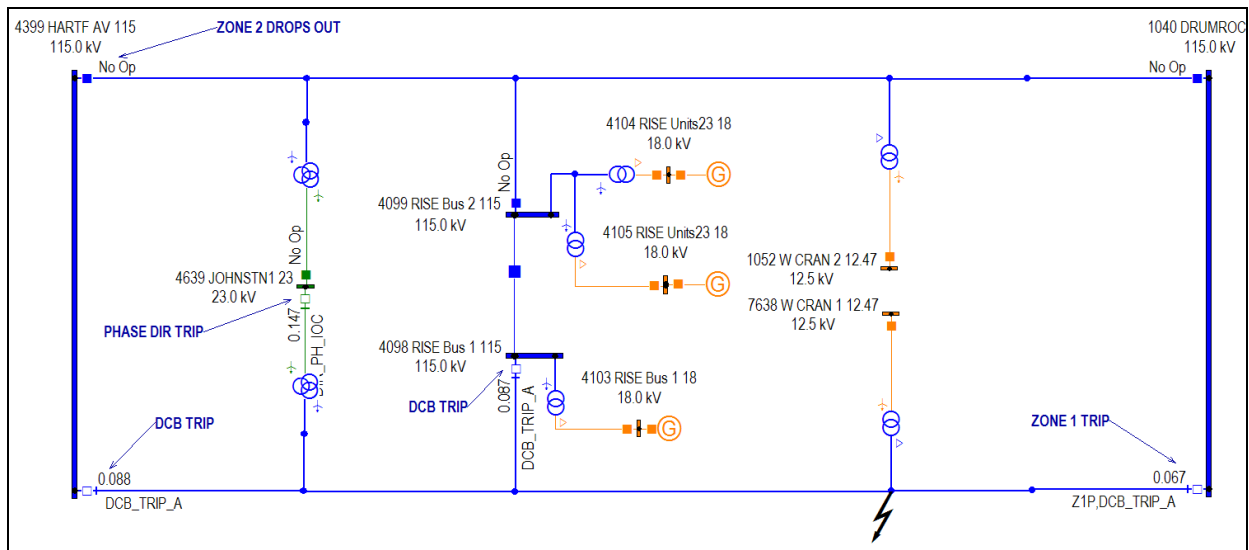 4399 HARTF AV 115
115.0 kV
ZONE 2 DROPS OUT
No Op
1040 DRUMROC
115.0 kV
No Op
4104 RISE Units23 18
18.0 kV
G
No Op
4099 RISE Bus 2 115
115.0 kV
4105 RISE Units23 18
18.0 kV
G
No Op
4639 JOHNSTN1 23
23.0 kV
1052 W CRAN 2 12.47
12.5 kV
7638 W CRAN 1 12.47
12.5 kV
PHASE DIR TRIP
0.147
4098 RISE Bus 1 115
115.0 kV
4103 RISE Bus 1 18
18.0 kV
G
0.087
DCB_TRIP_A
DCB TRIP
DCB TRIP
ZONE 1 TRIP
0.088
DCB_TRIP_A
0.067
Z1P,DCB_TRIP_A